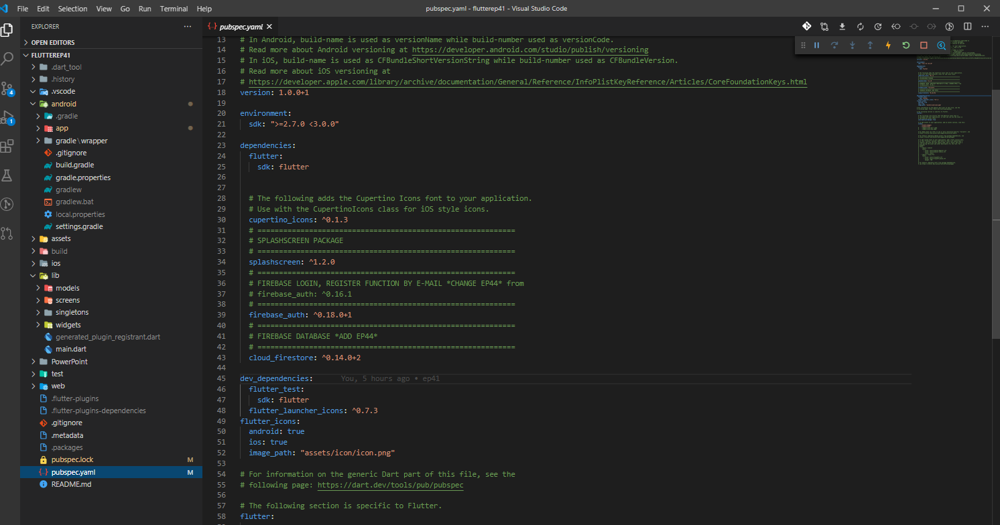 File Edit Selection View Go Run Terminal Help
pubspec.yaml - flutterep41 - Visual Studio Code
EXPLORER
OPEN EDITORS
FLUTTEREP41
.dart_tool
.history
.vscode
android
.gradle
app
gradle \ wrapper
.gitignore
build.gradle
gradle.properties
gradlew
gradlew.bat
local.properties
settings.gradle
assets
build
ios
lib
models
screens
singletons
widgets
generated_plugin_registrant.dart
main.dart
PowerPoint
test
web
.flutter-plugins
.flutter-plugins-dependencies
.gitignore
.metadata
.packages
pubspec.lock M
pubspec.yaml M
README.md
4
1
pubspec.yaml
13 # In Android, build-name is used as versionName while build-number used as versionCode.
14 # Read more about Android versioning at https://developer.android.com/studio/publish/versioning
15 # In iOS, build-name is used as CFBundleShortVersionString while build-number used as CFBundleVersion.
16 # Read more about iOS versioning at
17 # https://developer.apple.com/library/archive/documentation/General/Reference/InfoPlistKeyReference/Articles/CoreFoundationKeys.html
18 version: 1.0.0+1
19
20 environment:
21 sdk: ">=2.7.0 <3.0.0"
22
23 dependencies:
24 flutter:
25 sdk: flutter
26
27
28 # The following adds the Cupertino Icons font to your application.
29 # Use with the CupertinoIcons class for iOS style icons.
30 cupertino_icons: ^0.1.3
31 # ============================================================
32 # SPLASHSCREEN PACKAGE
33 # ============================================================
34 splashscreen: ^1.2.0
35 # ============================================================
36 # FIREBASE LOGIN, REGISTER FUNCTION BY E-MAIL *CHANGE EP44* from
37 # firebase_auth: ^0.16.1
38 # ============================================================
39 firebase_auth: ^0.18.0+1
40 # ============================================================
41 # FIREBASE DATABASE *ADD EP44*
42 # ============================================================
43 cloud_firestore: ^0.14.0+2
44
45 dev_dependencies: You, 5 hours ago • ep41
46 flutter_test:
47 sdk: flutter
48 flutter_launcher_icons: ^0.7.3
49 flutter_icons:
50 android: true
51 ios: true
52 image_path: "assets/icon/icon.png"
53
54 # For information on the generic Dart part of this file, see the
55 # following page: https://dart.dev/tools/pub/pubspec
56
57 # The following section is specific to Flutter.
58 flutter: